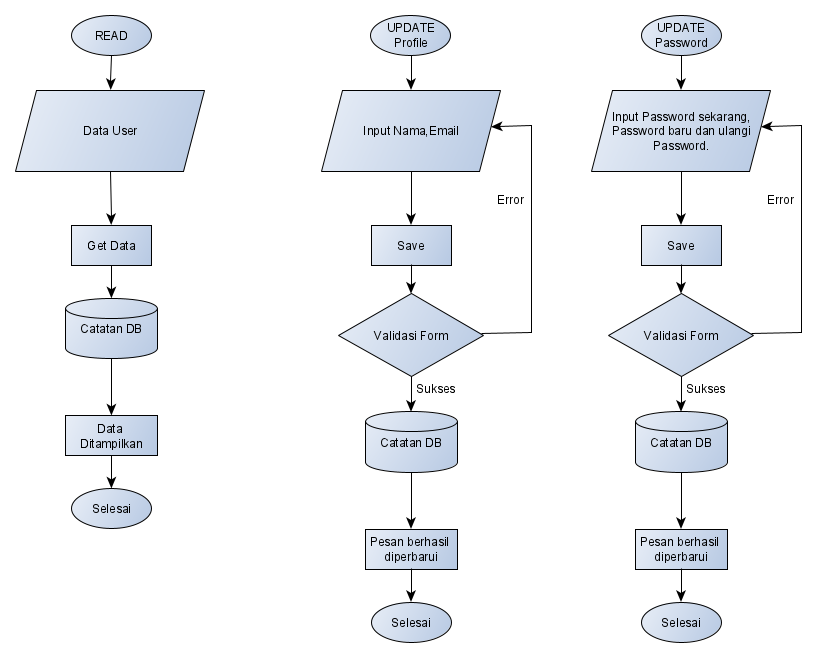 READ
Data User
Get Data
Catatan DB
Data
Ditampilkan
Selesai
UPDATE
Profile
Input Nama,Email
Error
Save
Validasi Form
Sukses
Catatan DB
Pesan berhasil
diperbarui
Selesai
UPDATE
Password
Input Password sekarang,
Password baru dan ulangi
Password.
Error
Save
Validasi Form
Sukses
Catatan DB
Pesan berhasil
diperbarui
Selesai